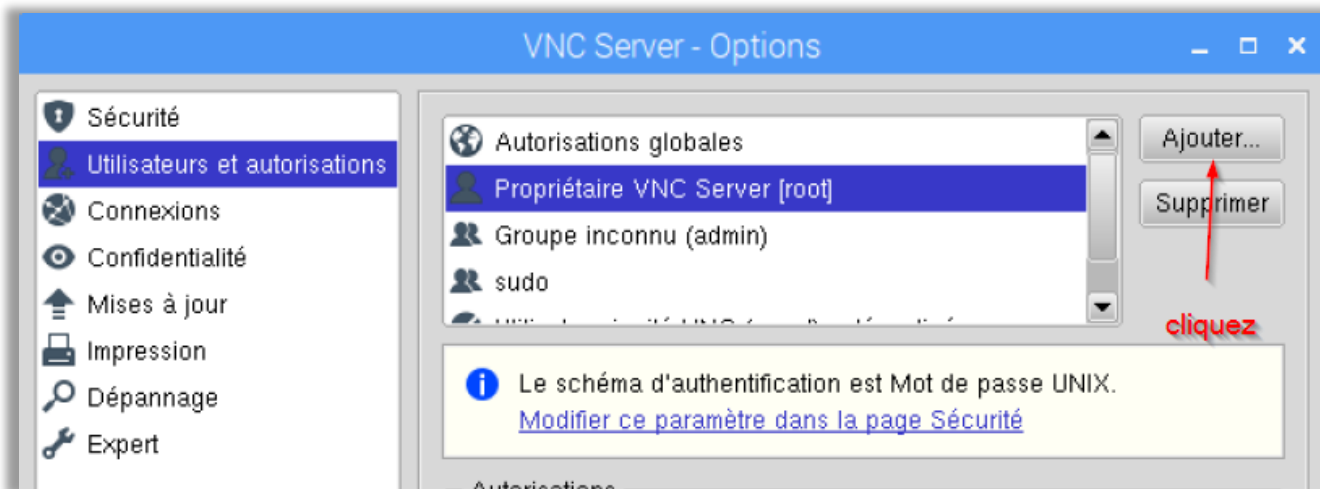 VNC Server - Options
Sécurité
Utilisateurs et autorisations
Connexions
Confidentialité
Mises à jour
Impression
Dépannage
Expert
Autorisations globales
Propriétaire VNC Server [root]
Groupe inconnu (admin)
sudo
Ajouter...
Supprimer
cliquez
Le schéma d'authentification est Mot de passe UNIX.
Modifier ce paramètre dans la page Sécurité
Autorisations